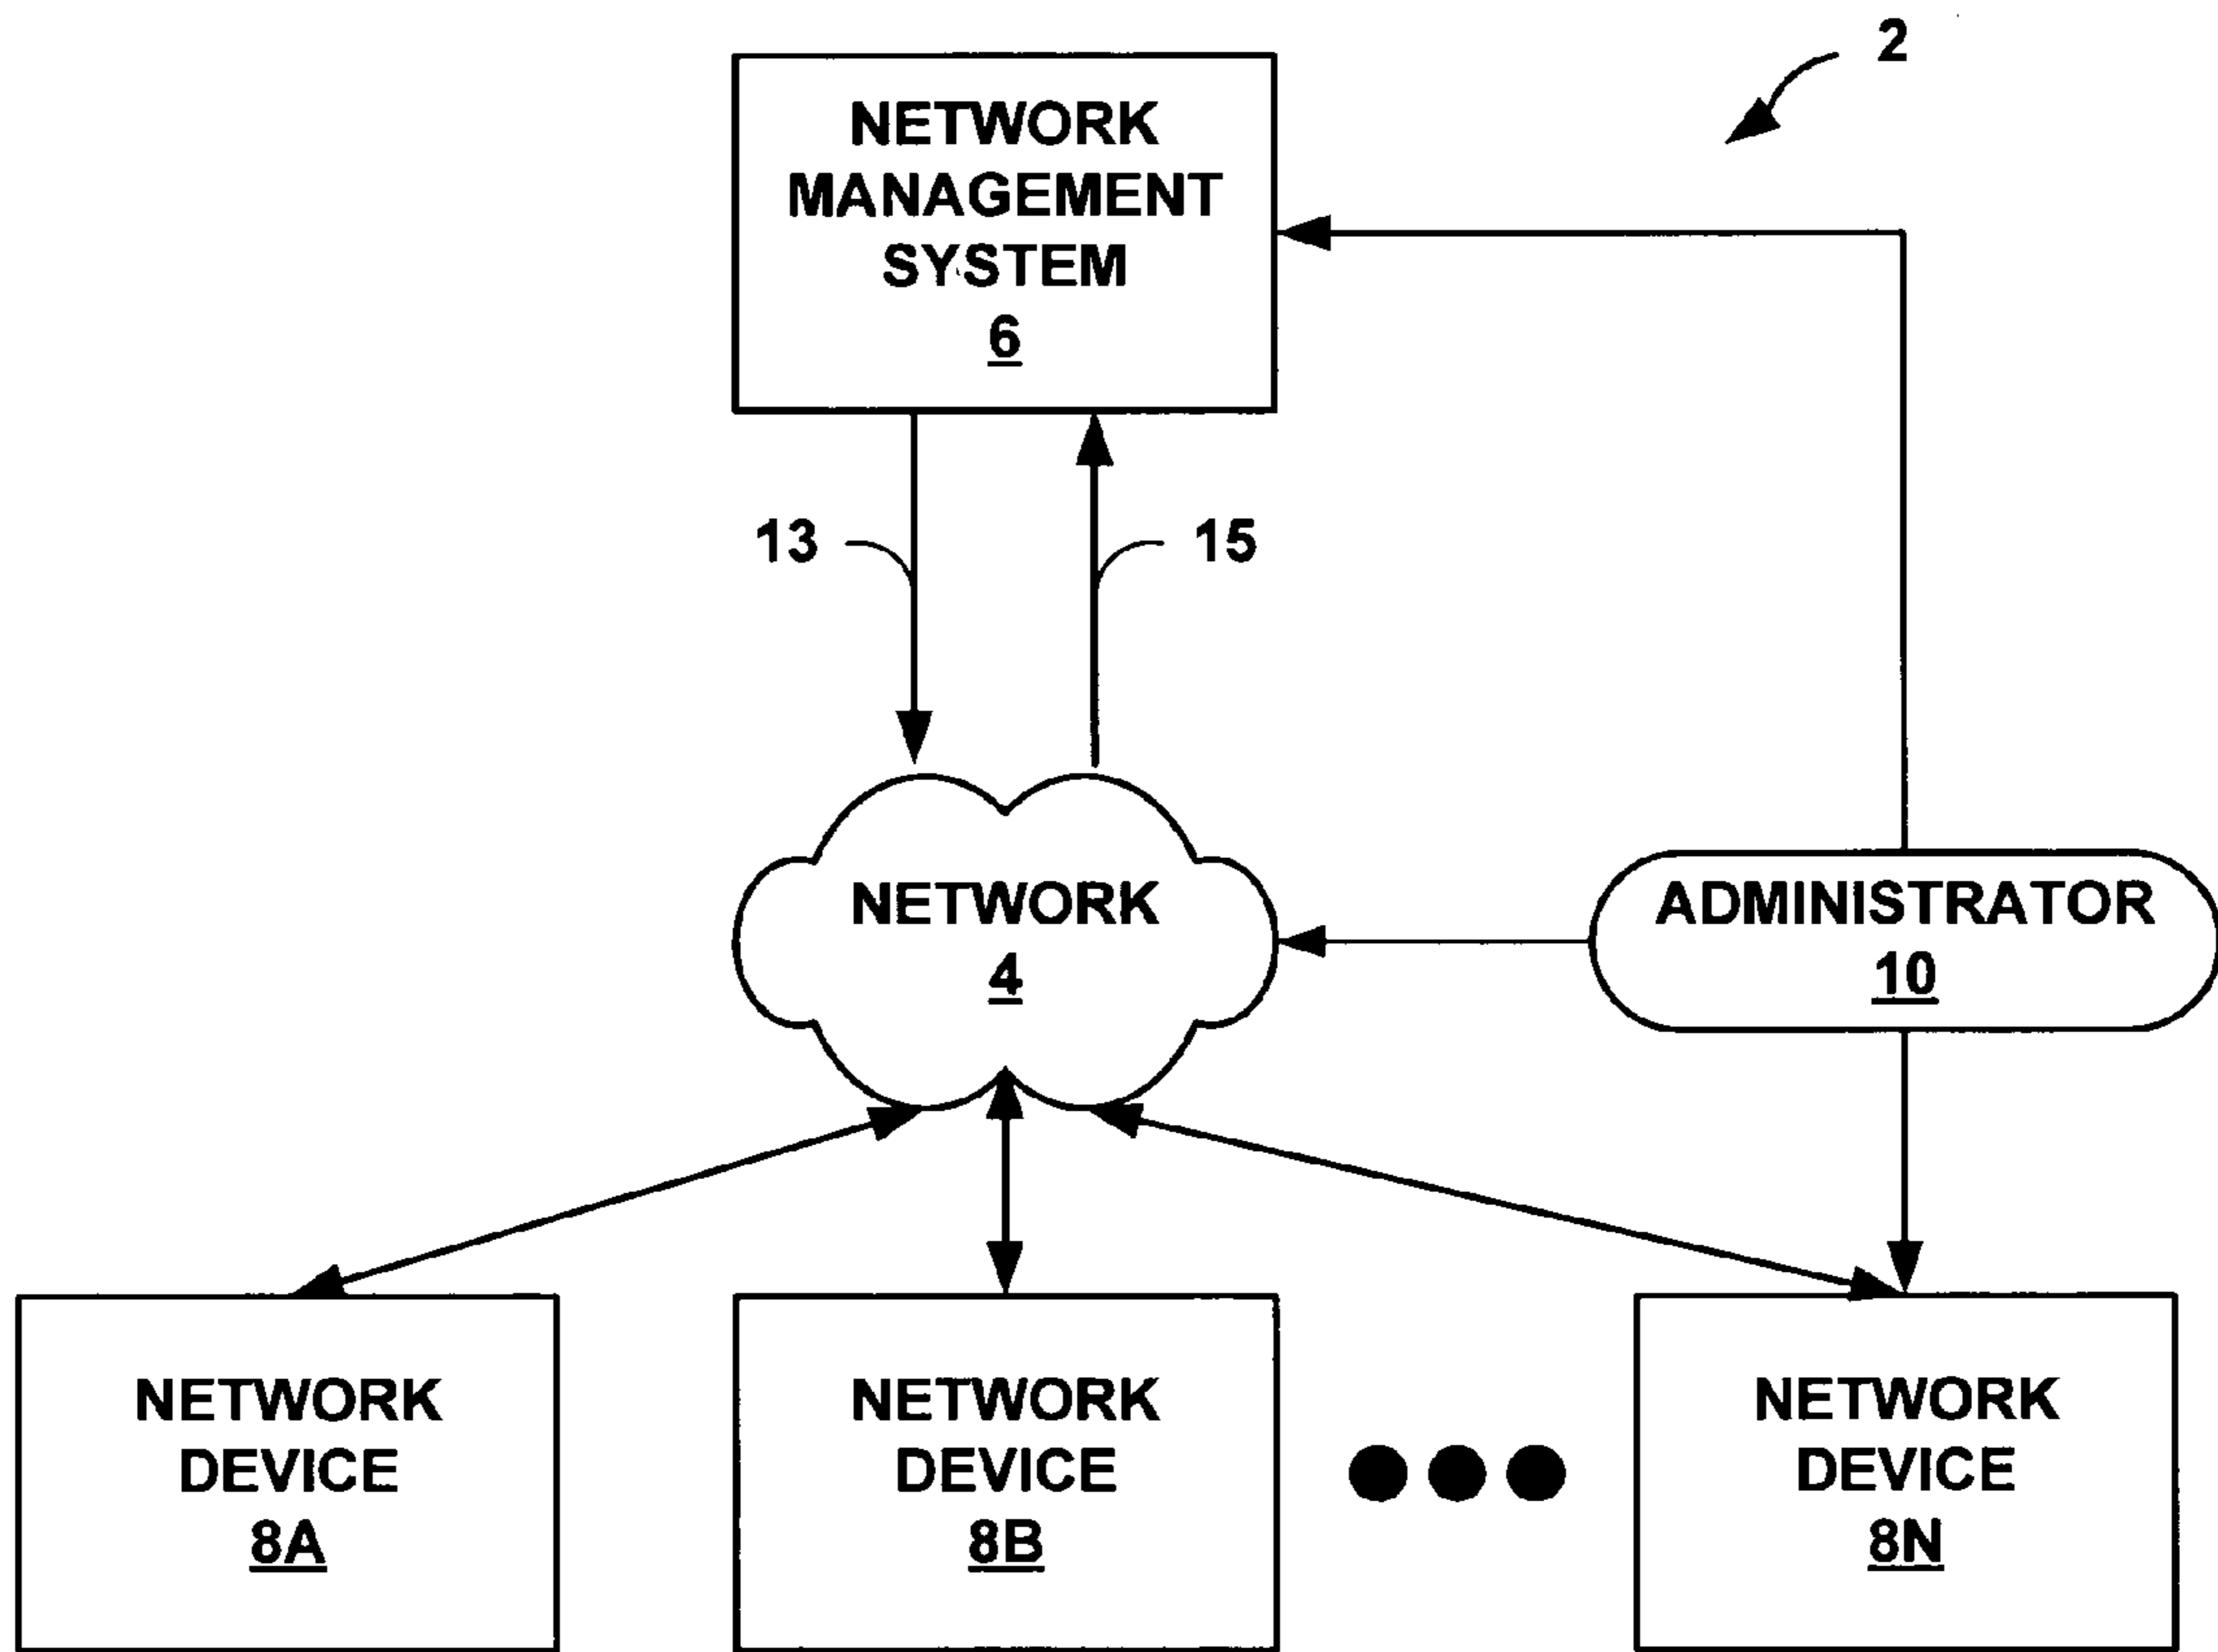 2
NETWORK
MANAGEMENT
SYSTEM
6
13
15
NETWORK
4
ADMINISTRATOR
10
NETWORK
DEVICE
8A
NETWORK
DEVICE
8B
NETWORK
DEVICE
8N